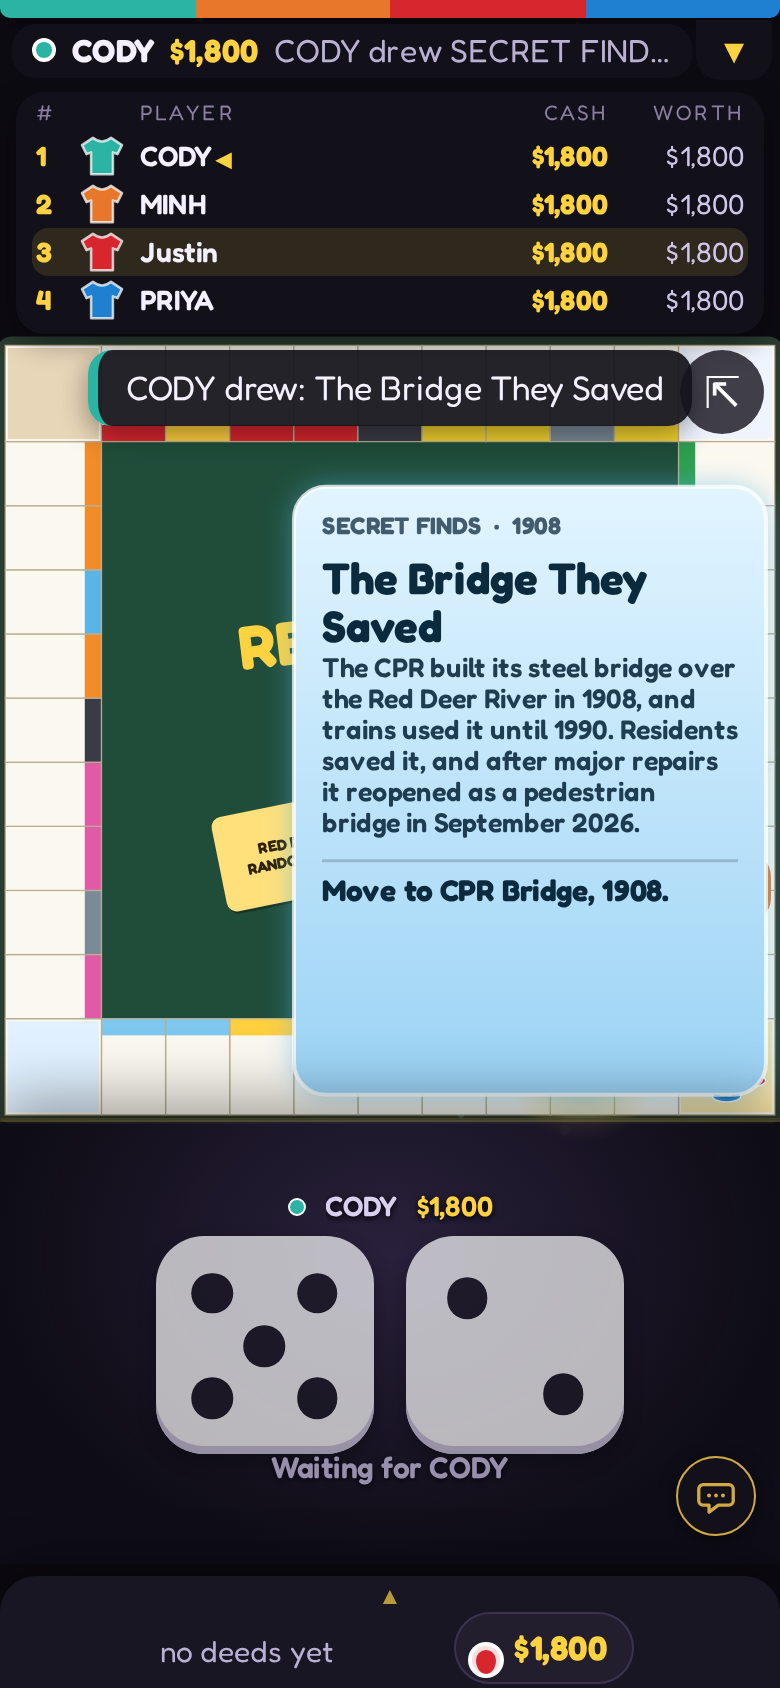 CODY $1,800 CODY drew SECRET FIND...
# PLAYER CASH WORTH
1 CODY $1,800 $1,800
2 MINH $1,800 $1,800
3 Justin $1,800 $1,800
4 PRIYA $1,800 $1,800
CODY drew: The Bridge They Saved
SECRET FINDS · 1908
The Bridge They
Saved
The CPR built its steel bridge over
the Red Deer River in 1908, and
trains used it until 1990. Residents
saved it, and after major repairs
it reopened as a pedestrian
bridge in September 2026.
Move to CPR Bridge, 1908.
RE
RED
RANDO
CODY $1,800
Waiting for CODY
no deeds yet
$1,800